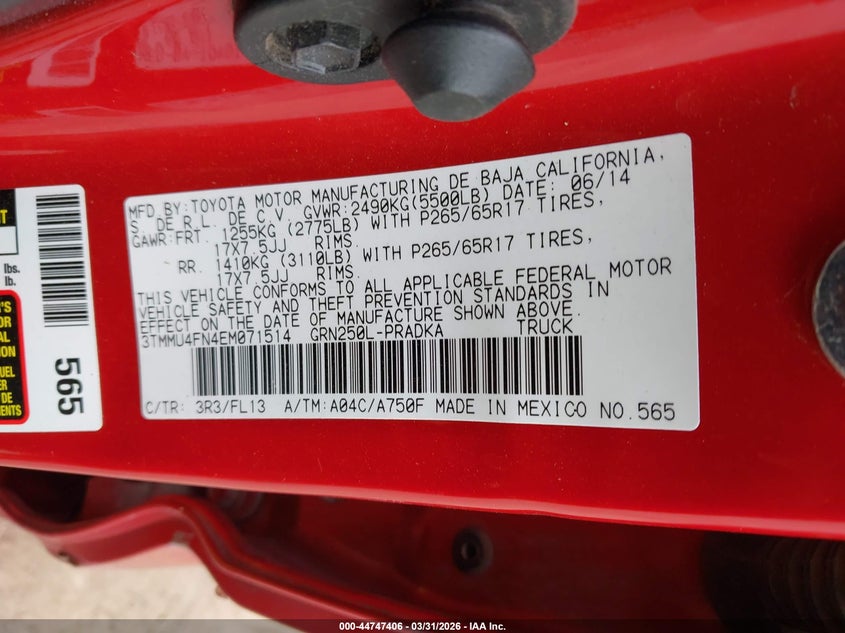 MFD.BY:TOYOTA MOTOR MANUFACTURING DE BAJA CALIFORNIA,
S. DE R.L. DE C.V. GVWR:2490KG(5500LB) DATE: 06/14
GAWR:FRT. 1255KG (2775LB) WITH P265/65R17 TIRES,
17X7.5JJ RIMS.
RR. 1410KG (3110LB) WITH P265/65R17 TIRES,
17X7.5JJ RIMS.
THIS VEHICLE CONFORMS TO ALL APPLICABLE FEDERAL MOTOR
VEHICLE SAFETY AND THEFT PREVENTION STANDARDS IN
EFFECT ON THE DATE OF MANUFACTURE SHOWN ABOVE.
3TMMU4FN4EM071514 GRN250L-PRADKA TRUCK
C/TR: 3R3/FL13 A/TM:A04C/A750F MADE IN MEXICO NO.565
lbs.
lb.
565
000-44747406 - 03/31/2026 - IAA Inc.